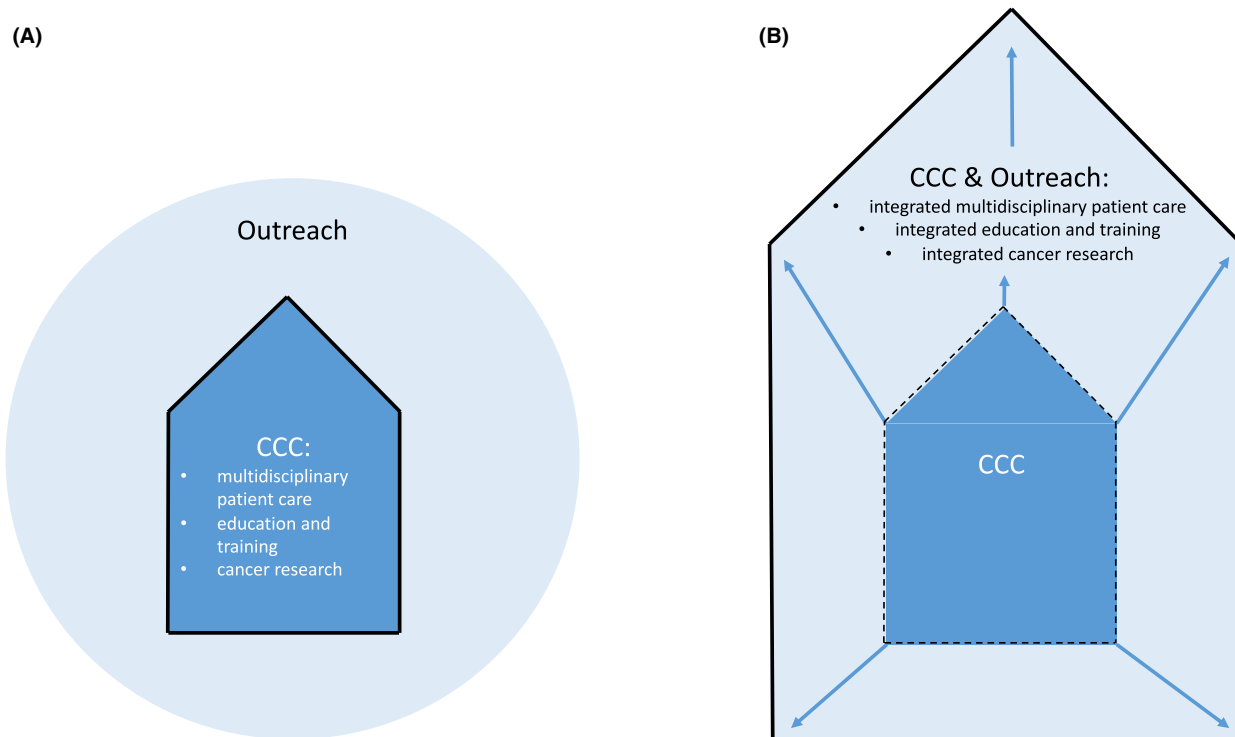 (A)
Outreach
CCC:
• multidisciplinary
patient care
• education and
training
• cancer research
(B)
CCC & Outreach:
• integrated multidisciplinary patient care
• integrated education and training
• integrated cancer research
CCC